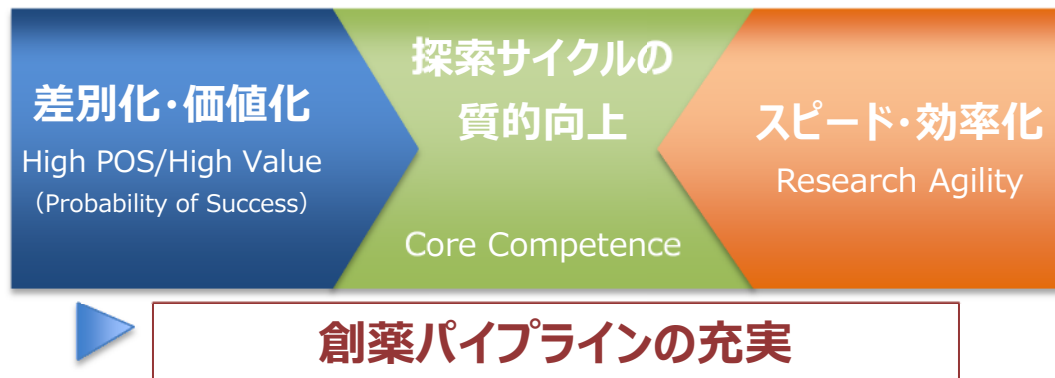 差別化・価値化
High POS/High Value
（Probability of Success）
探索サイクルの
質的向上
Core Competence
スピード・効率化
Research Agility
創薬パイプラインの充実